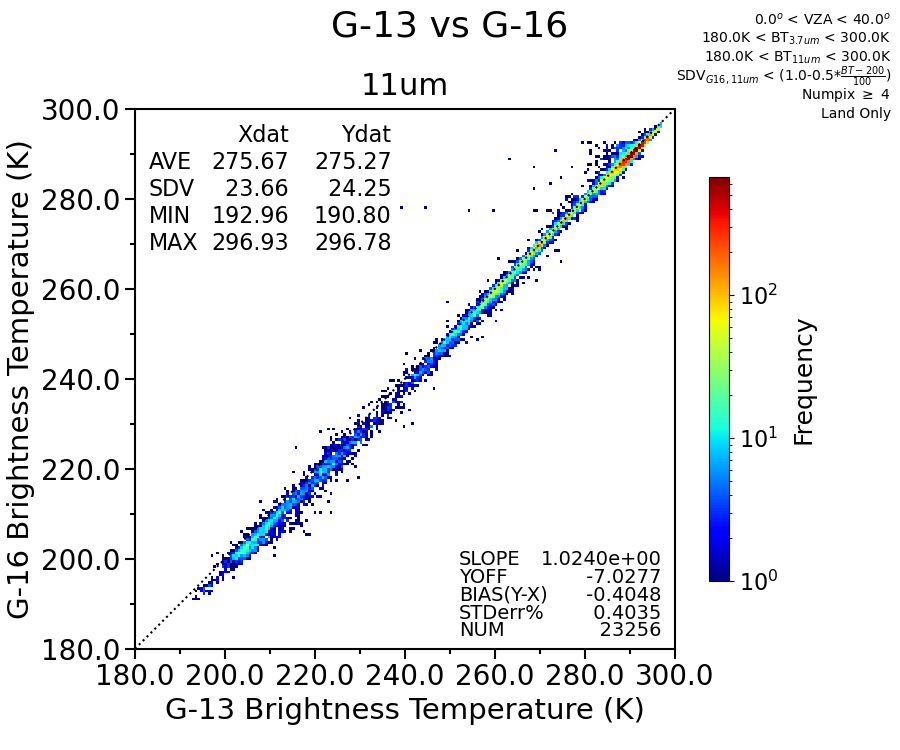 G-13 vs G-16
0.0° < VZA < 40.0°
180.0K < BT3.7um < 300.0K
180.0K < BT11um < 300.0K
SDVG16, 11um < (1.0-0.5*BT−200/100)
Numpix ≥ 4
Land Only
11um
Xdat Ydat
AVE 275.67 275.27
SDV 23.66 24.25
MIN 192.96 190.80
MAX 296.93 296.78
300.0
280.0
260.0
240.0
220.0
200.0
180.0
G-16 Brightness Temperature (K)
SLOPE 1.0240e+00
YOFF -7.0277
BIAS(Y-X) -0.4048
STDerr% 0.4035
NUM 23256
180.0 200.0 220.0 240.0 260.0 280.0 300.0
G-13 Brightness Temperature (K)
10²
10¹
10⁰
Frequency